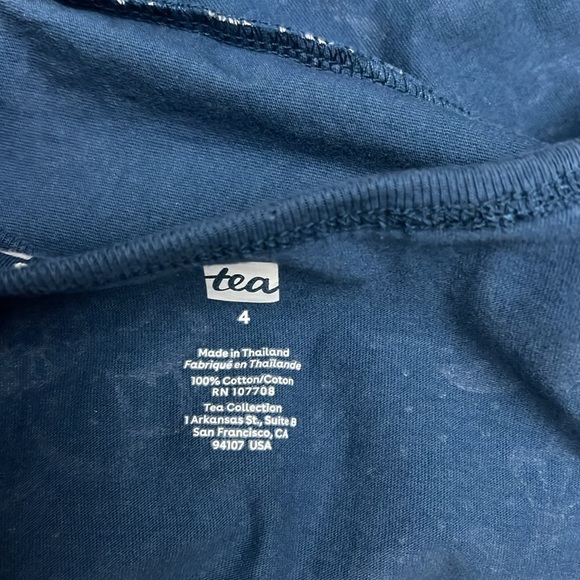 tea
4
Made in Thailand
Fabriqué en Thaïlande
100% Cotton/Coton
RN 107708
Tea Collection
1 Arkansas St., Suite B
San Francisco, CA
94107 USA